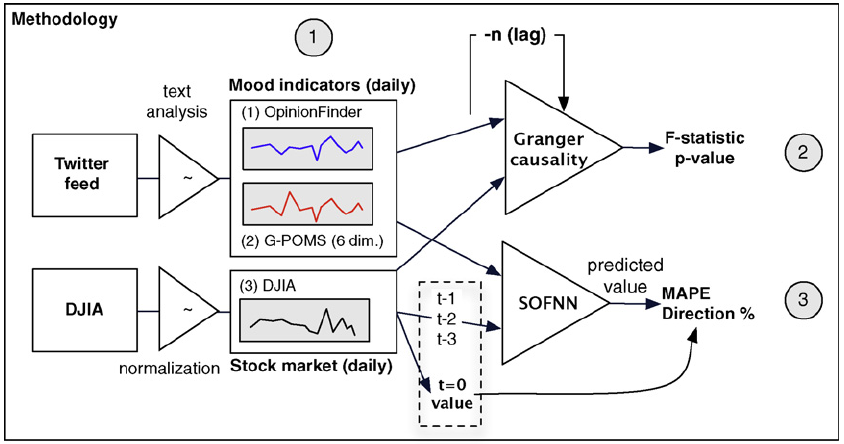 Methodology
1
-n (lag)
text
analysis
Mood indicators (daily)
(1) OpinionFinder
Twitter
feed
~
Granger
causality
F-statistic
p-value
2
(2) G-POMS (6 dim.)
DJIA
~
normalization
(3) DJIA
Stock market (daily)
t-1
t-2
t-3
t=0
value
SOFNN
predicted
value
MAPE
Direction %
3